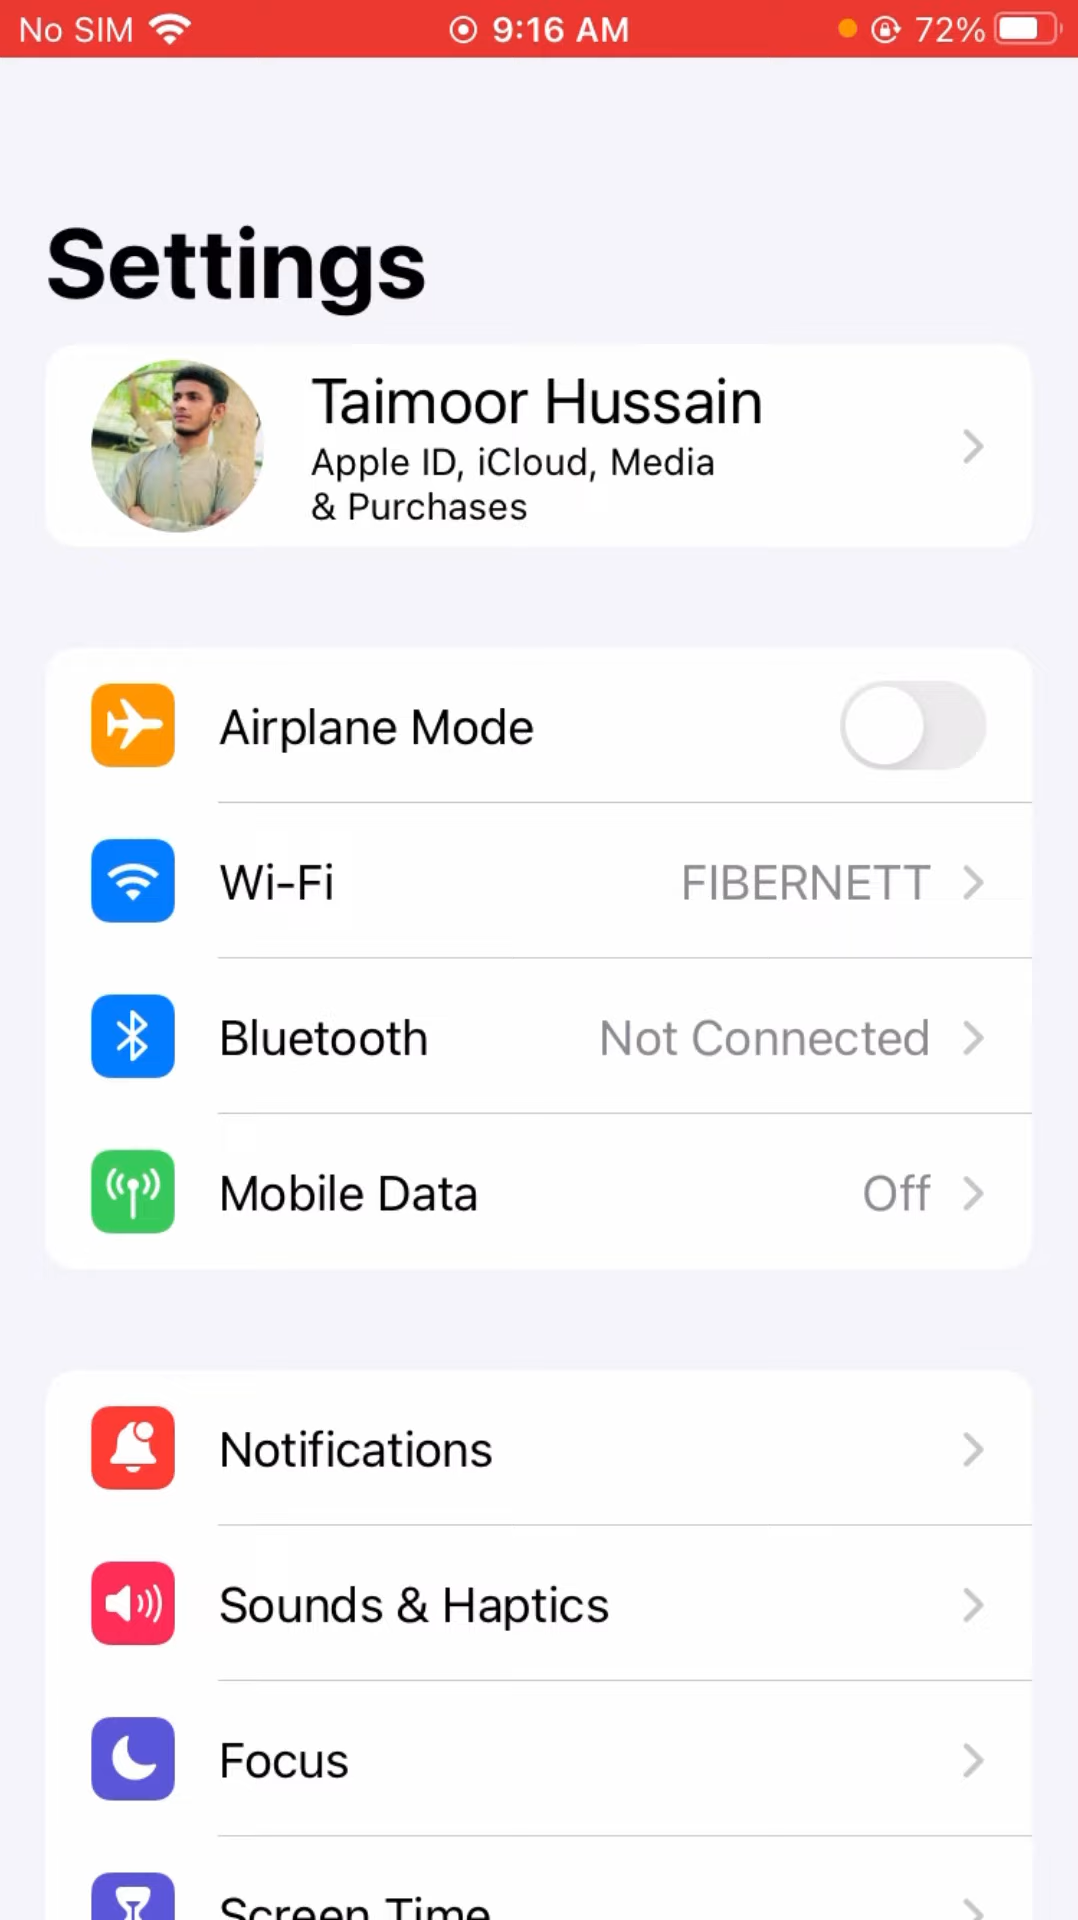 No SIM 9:16 AM 72%
Settings
Taimoor Hussain
Apple ID, iCloud, Media
& Purchases
Airplane Mode
Wi-Fi FIBERNETT
Bluetooth Not Connected
Mobile Data Off
Notifications
Sounds & Haptics
Focus
Screen Time